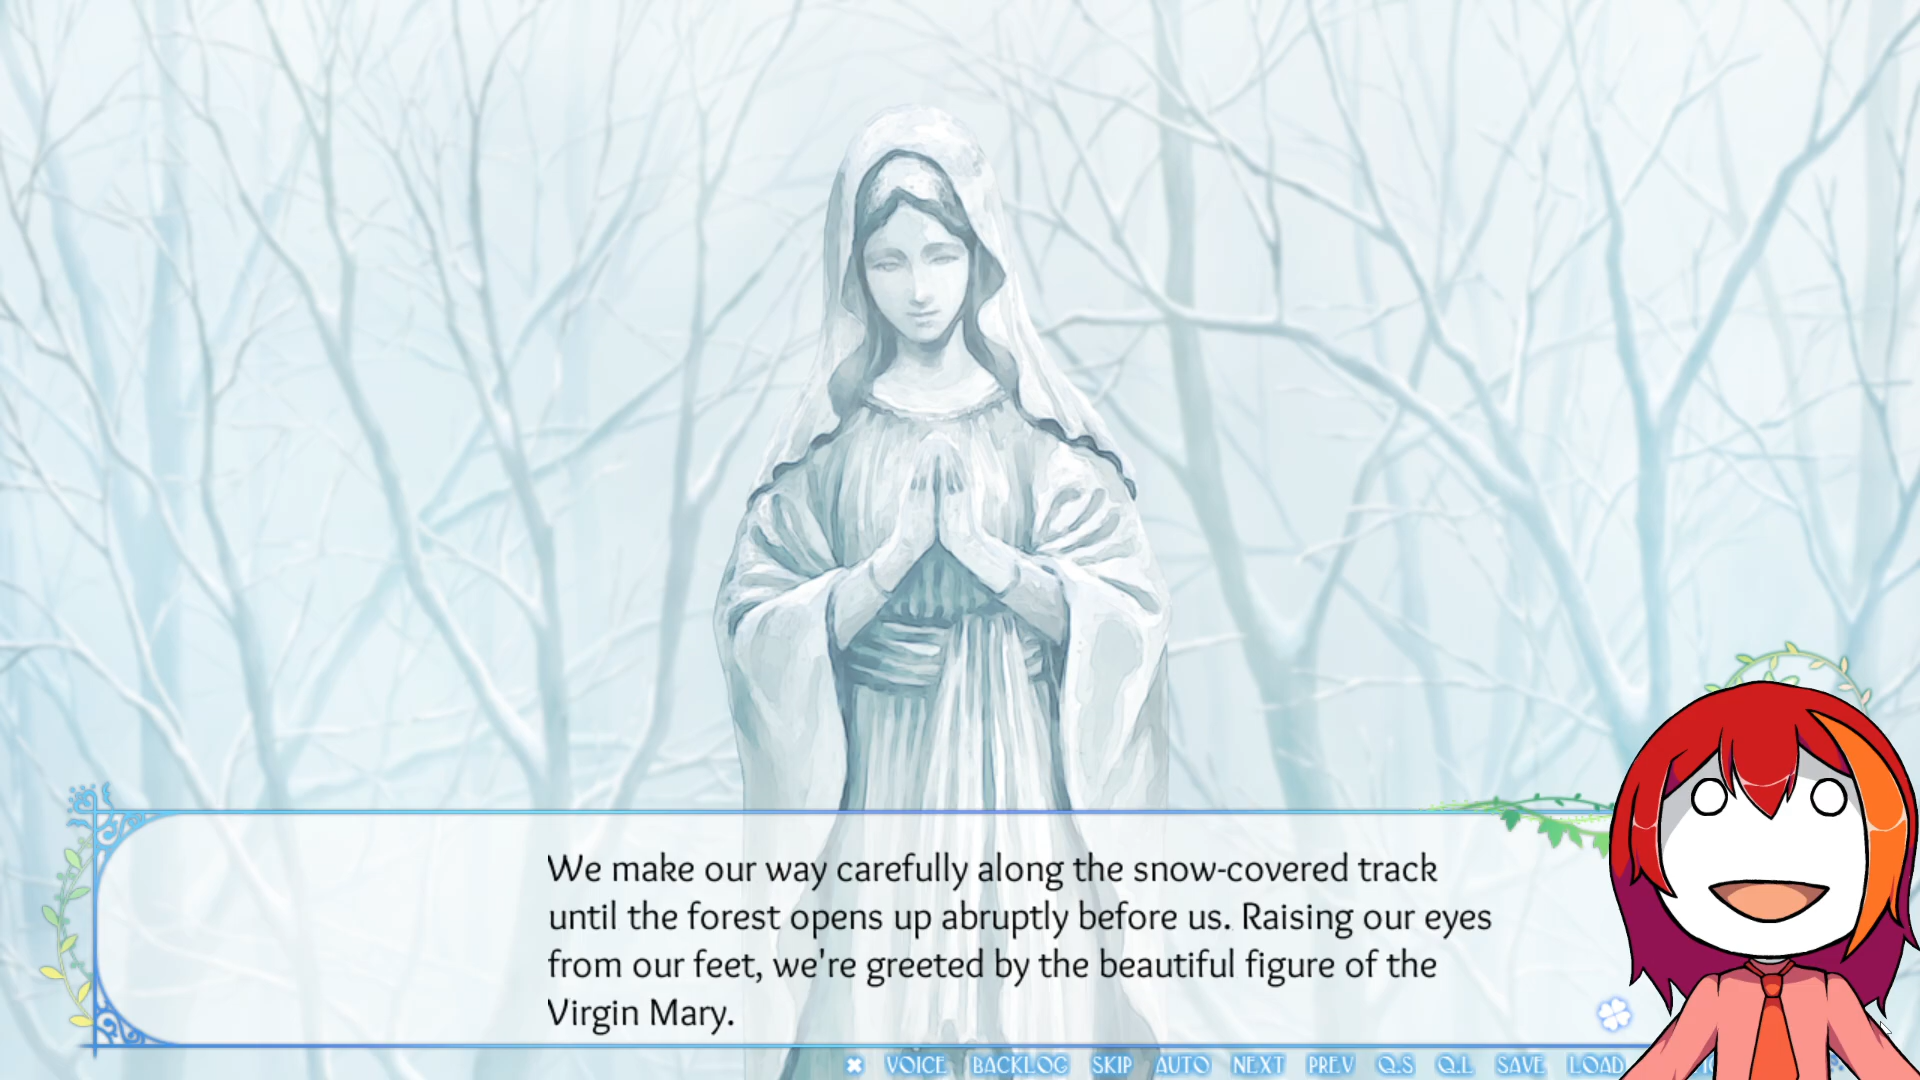 We make our way carefully along the snow-covered track
until the forest opens up abruptly before us. Raising our eyes
from our feet, we're greeted by the beautiful figure of the
Virgin Mary.
VOICE BACKLOG SKIP AUTO NEXT PREV Q.S Q.L SAVE LOAD